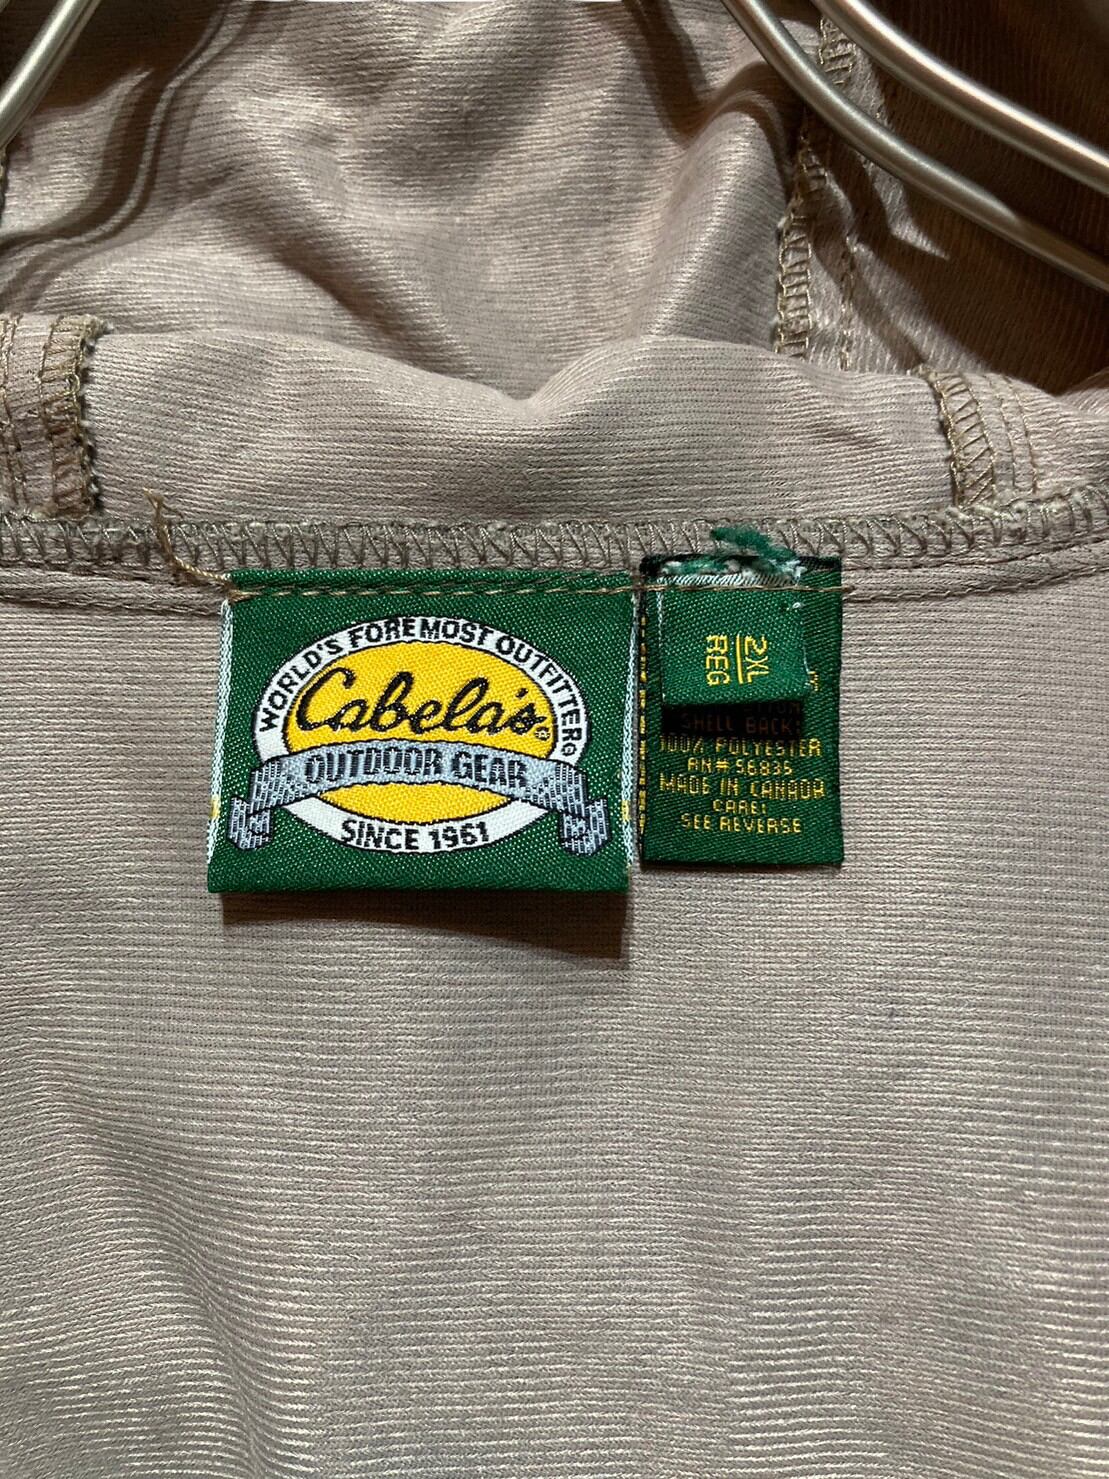 WORLD'S FOREMOST OUTFITTER®
Cabela's®
OUTDOOR GEAR
SINCE 1961
2XL
REG
SHELL BACK:
100% POLYESTER
RN# 56835
MADE IN CANADA
CARE:
SEE REVERSE